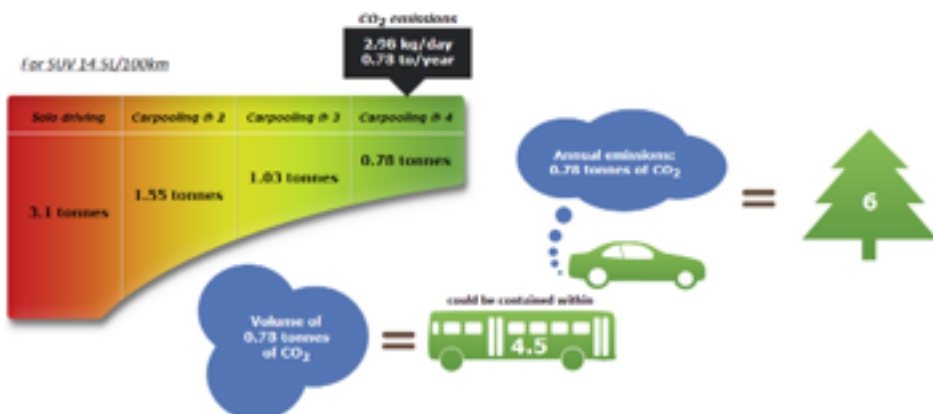 CO2 emissions
2.98 kg/day
0.78 to/year
For SUV 14.5L/100km
Solo driving
Carpooling @ 2
Carpooling @ 3
Carpooling @ 4
3.1 tonnes
1.55 tonnes
1.03 tonnes
0.78 tonnes
Annual emissions:
0.78 tonnes of CO2
=
6
Volume of
0.78 tonnes
of CO2
=
could be contained within
4.5